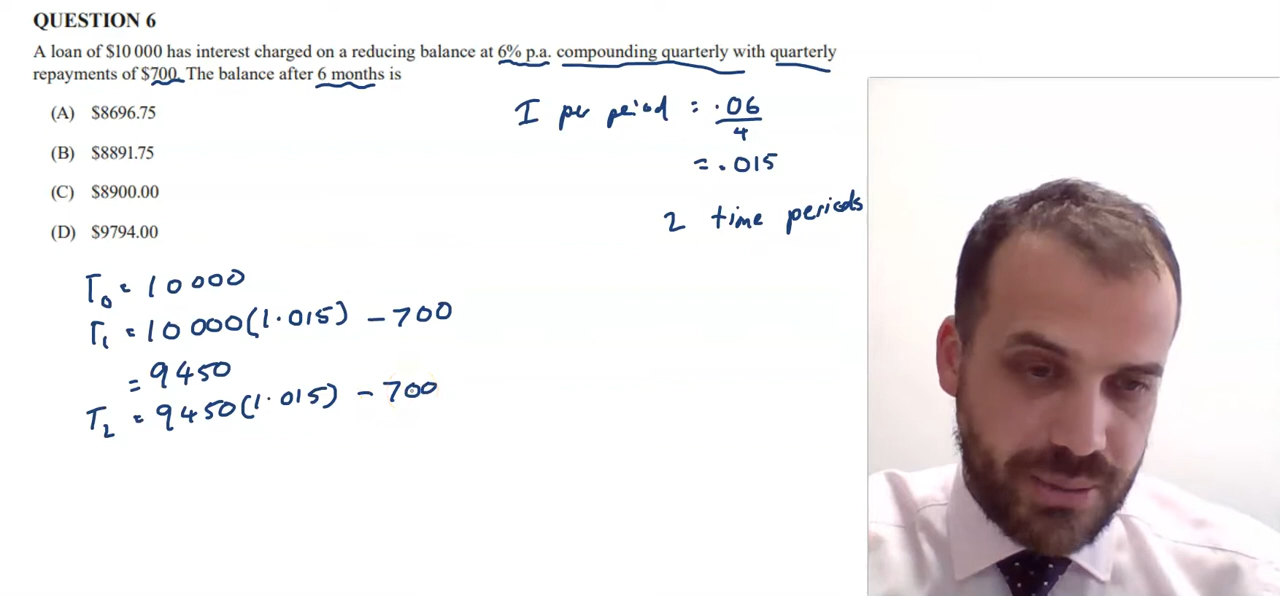 QUESTION 6
A loan of $10 000 has interest charged on a reducing balance at 6% p.a. compounding quarterly with quarterly
repayments of $700. The balance after 6 months is
(A) $8696.75
(B) $8891.75
(C) $8900.00
(D) $9794.00
I per period = .06
4
= .015
2 time periods
T₀ = 10 000
T₁ = 10 000(1.015) - 700
= 9450
T₂ = 9450(1.015) - 700